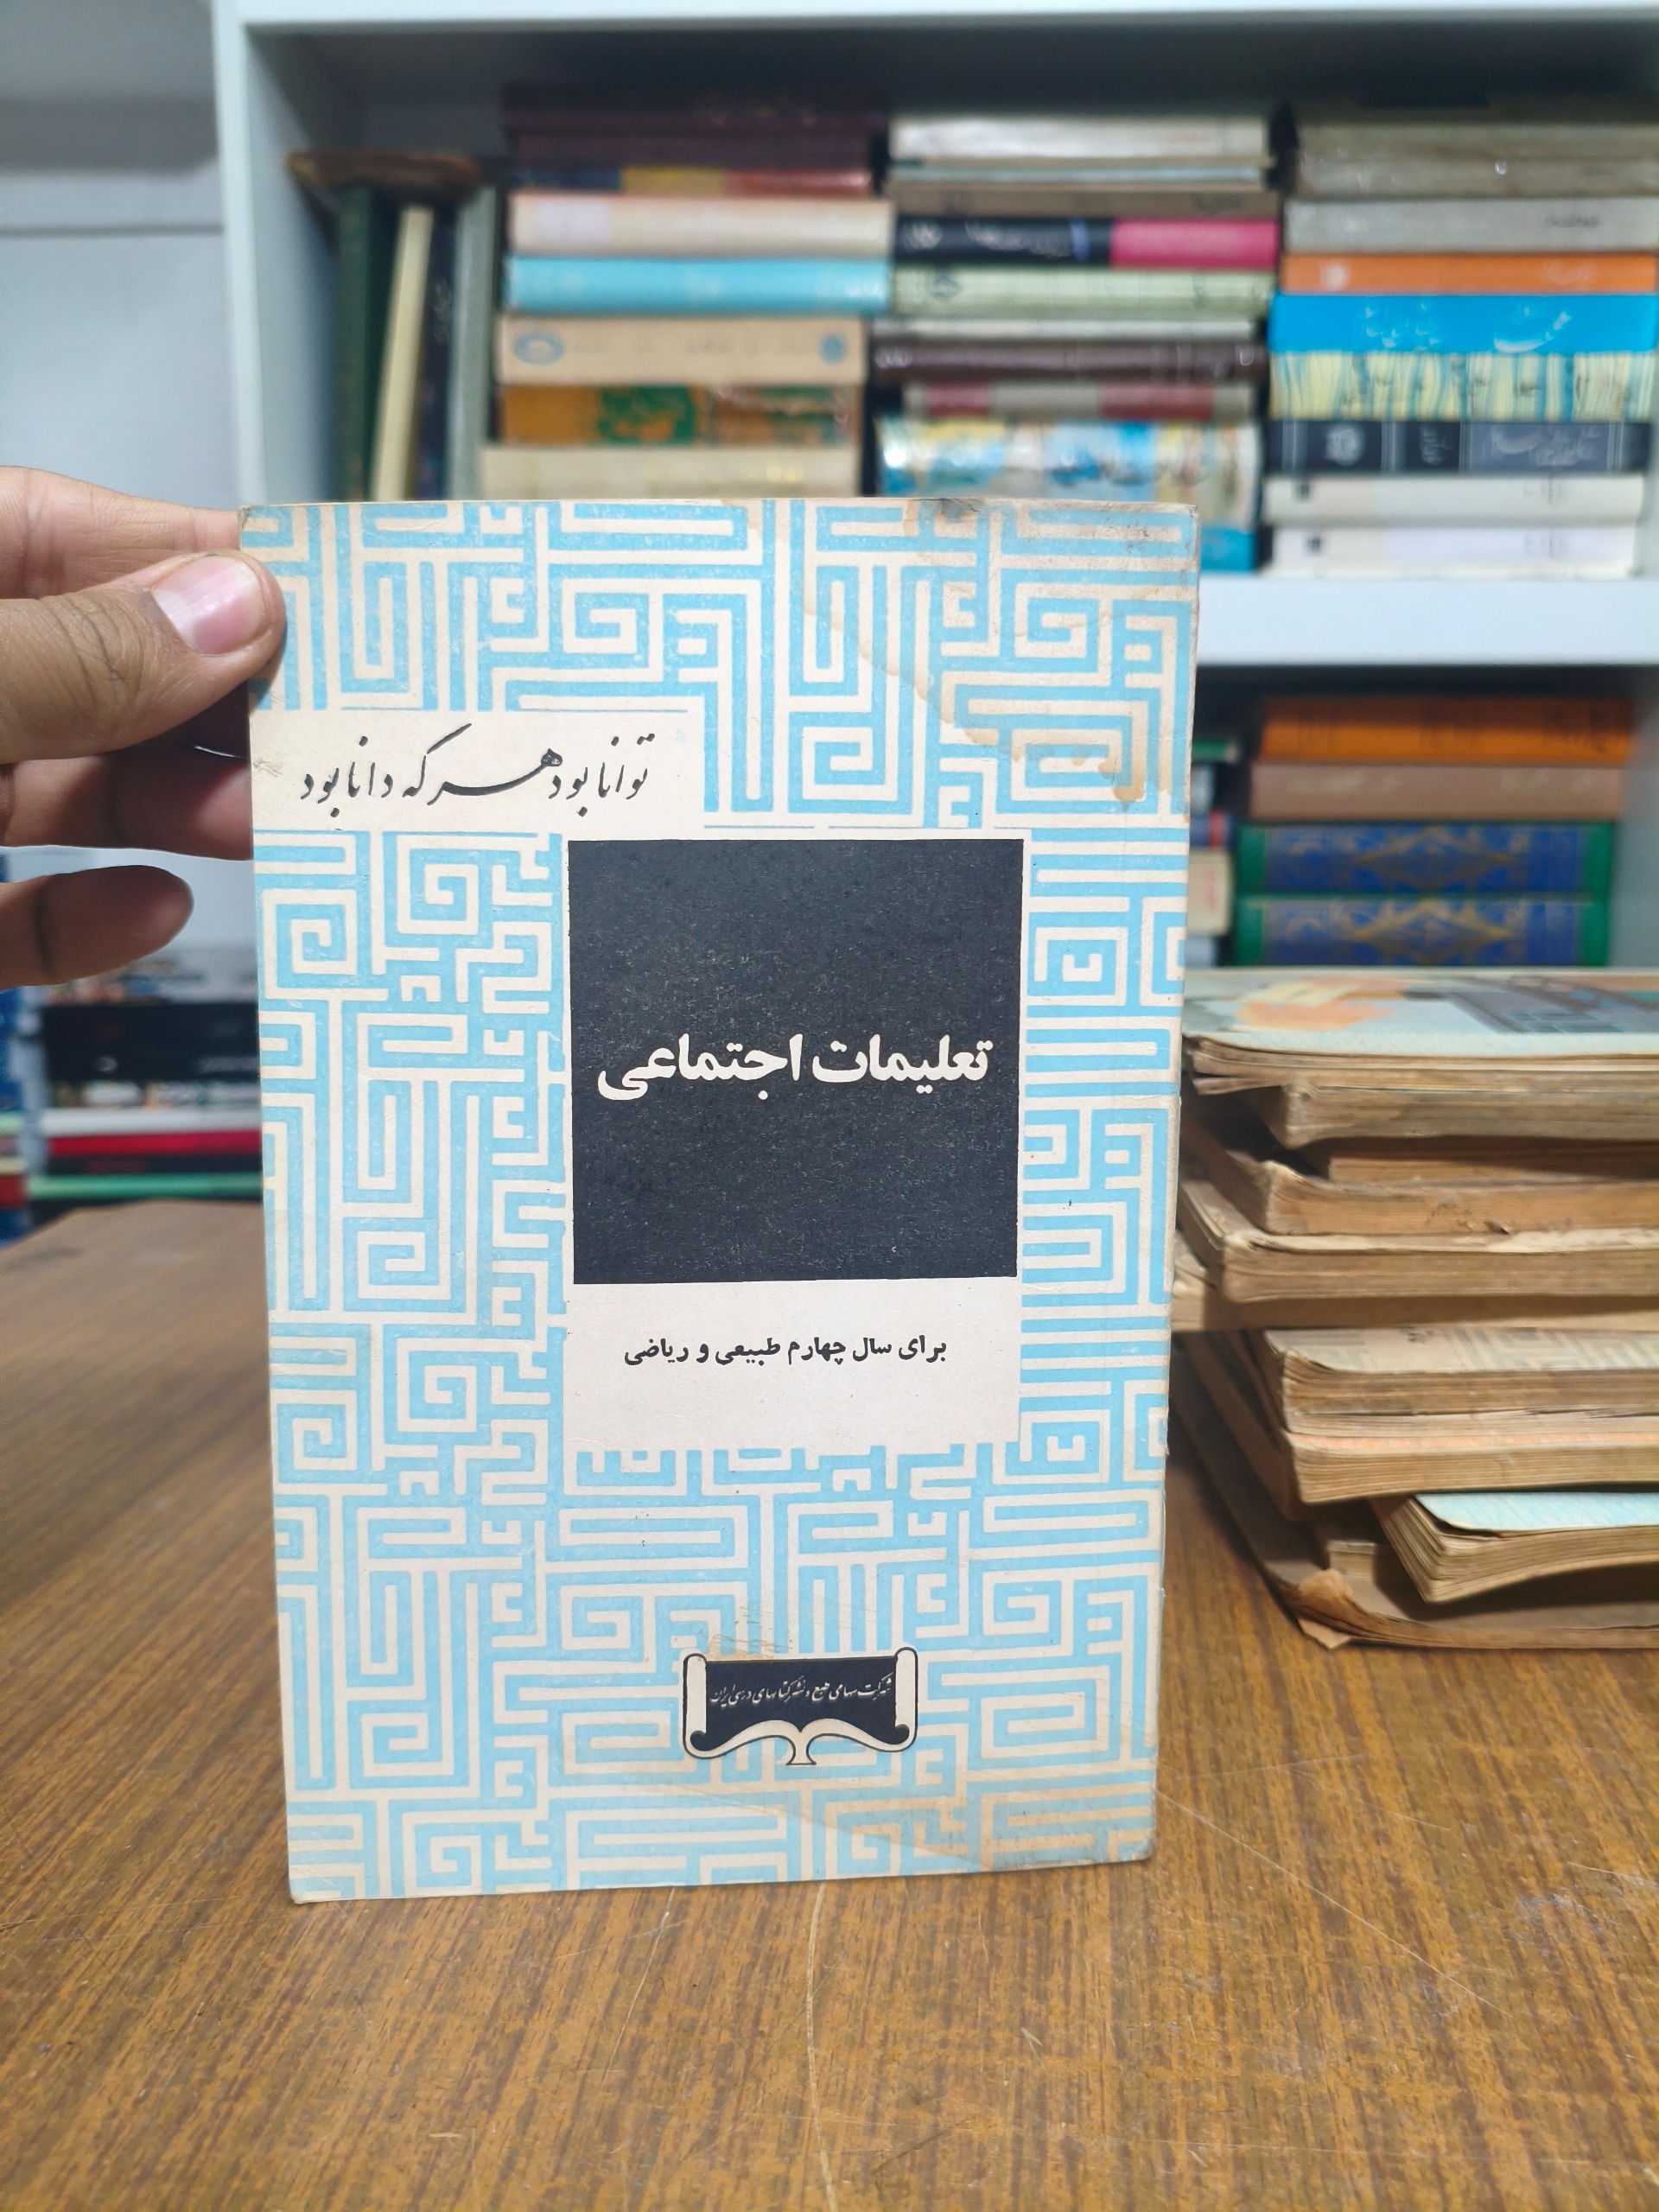 توانا بود هر که دانا بود
تعلیمات اجتماعی
برای سال چهارم طبیعی و ریاضی
شرکت سهامی طبع و نشر کتابهای درسی ایران